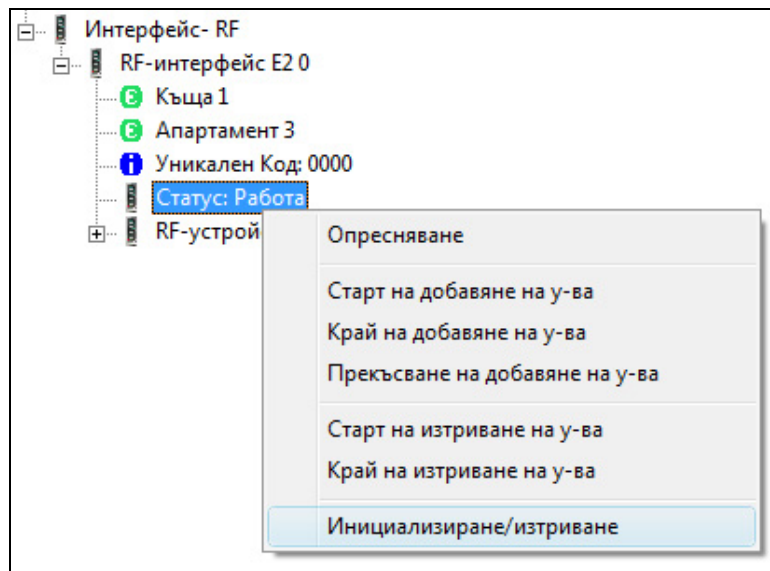 Интерфейс- RF
RF-интерфейс E2 0
Къща 1
Апартамент 3
Уникален Код: 0000
Статус: Работа
RF-устрой
Опресняване
Старт на добавяне на у-ва
Край на добавяне на у-ва
Прекъсване на добавяне на у-ва
Старт на изтриване на у-ва
Край на изтриване на у-ва
Инициализиране/изтриване